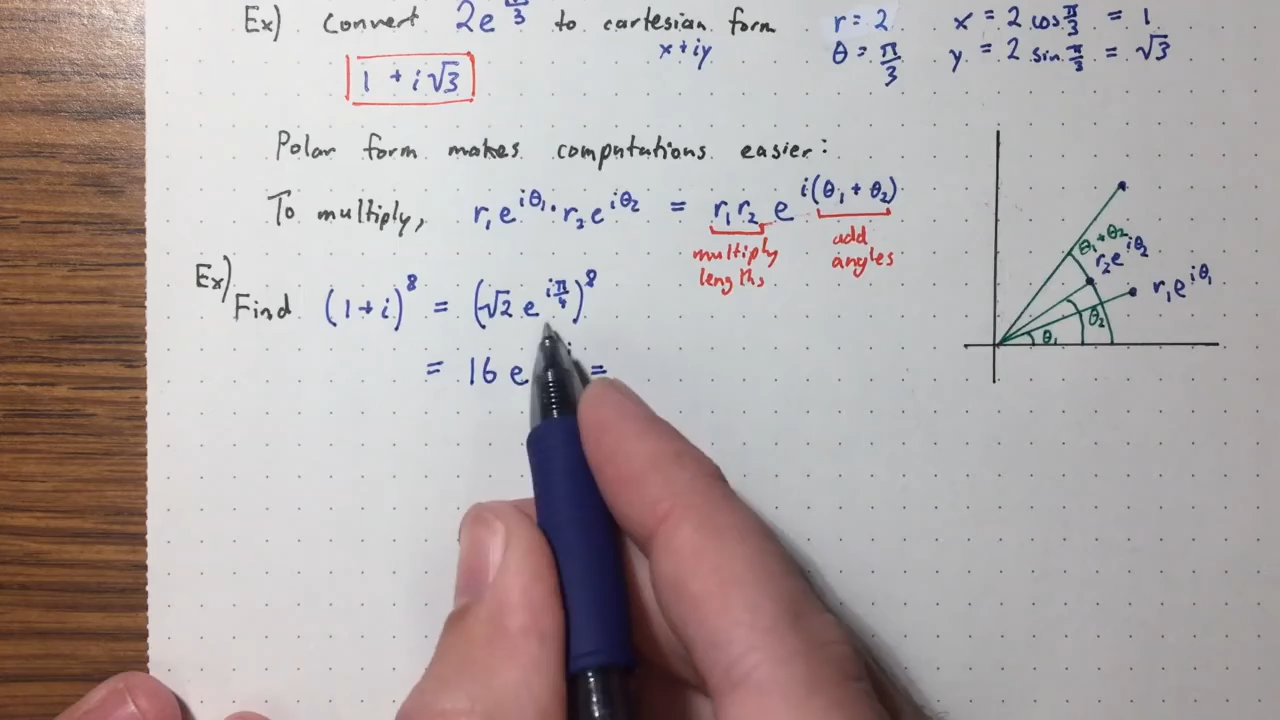 Ex) Convert 2e^{π/3} to cartesian form r = 2 x = 2 cos π/3 = 1
x+iy θ = π/3 y = 2 sin π/3 = √3
1 + i√3
Polar form makes computations easier:
To multiply, r₁e^{iθ₁} · r₂e^{iθ₂} = r₁r₂ e^{i(θ₁ + θ₂)}
multiply lengths
add angles
Ex)
Find (1+i)^8 = (√2 e^{iπ/4})^8
= 16 e =
θ₁+θ₂
r₂e^{iθ₂}
r₁e^{iθ₁}
θ₂
θ₁